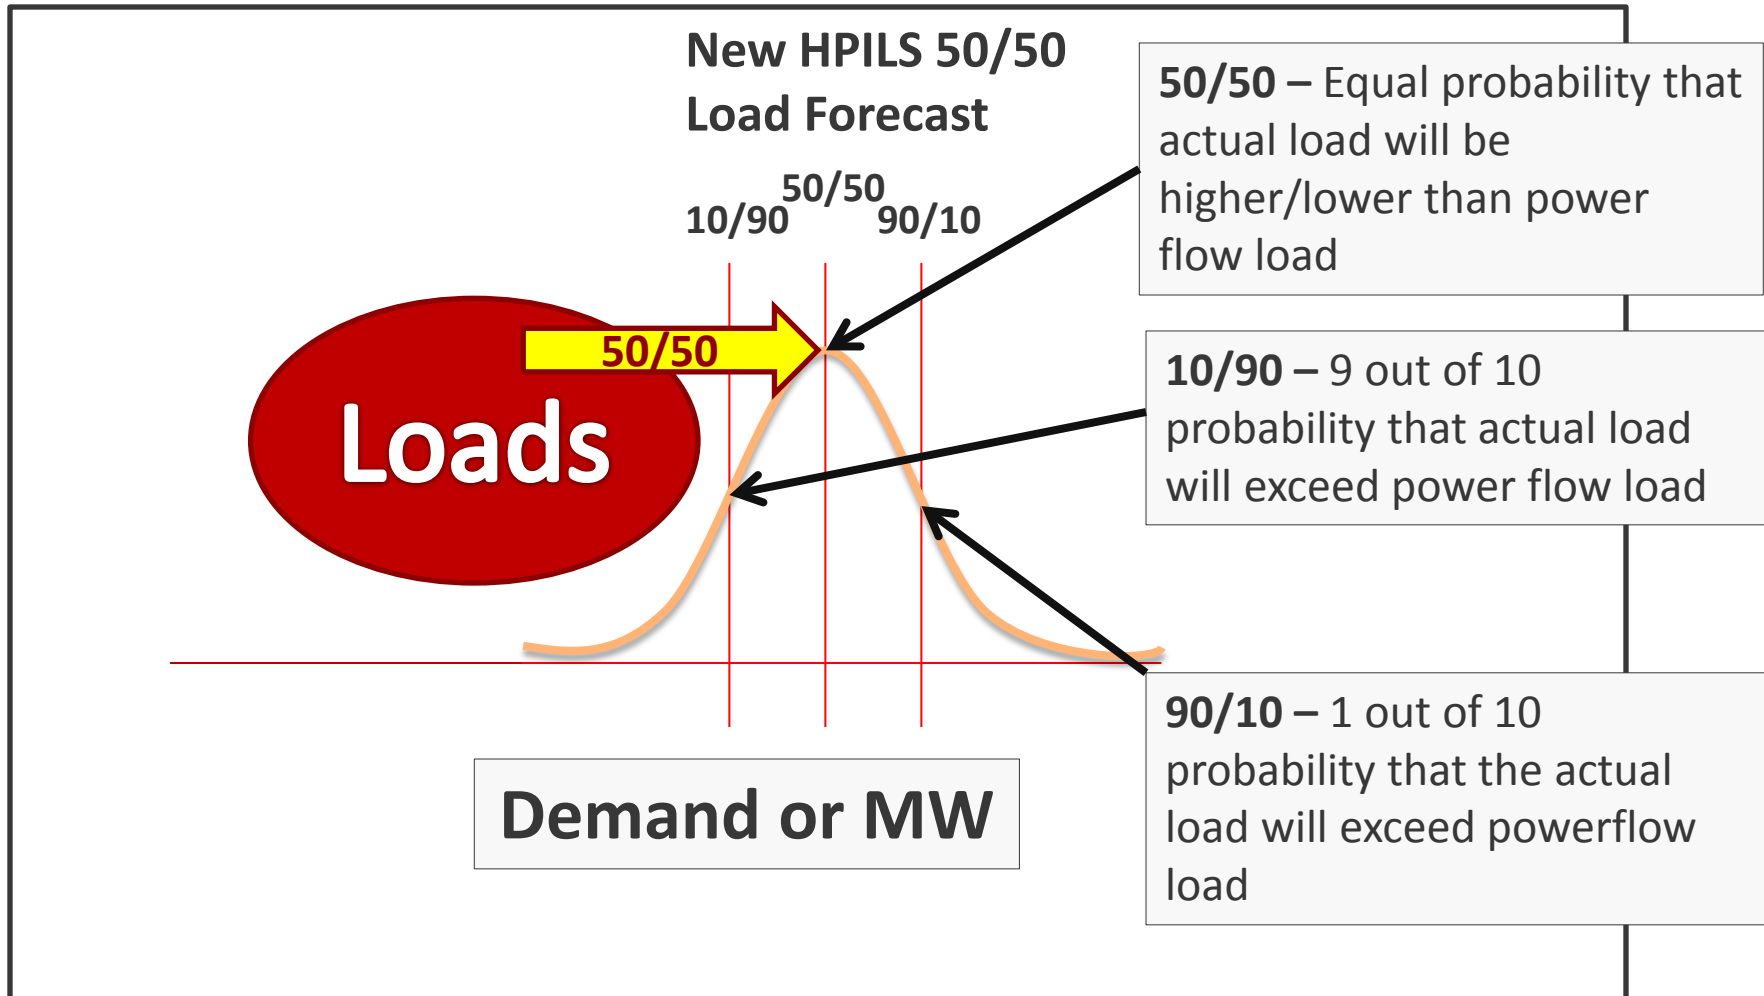 New HPILS 50/50
Load Forecast
50/50
10/90
90/10
50/50
Loads
Demand or MW
50/50 – Equal probability that
actual load will be
higher/lower than power
flow load
10/90 – 9 out of 10
probability that actual load
will exceed power flow load
90/10 – 1 out of 10
probability that the actual
load will exceed powerflow
load